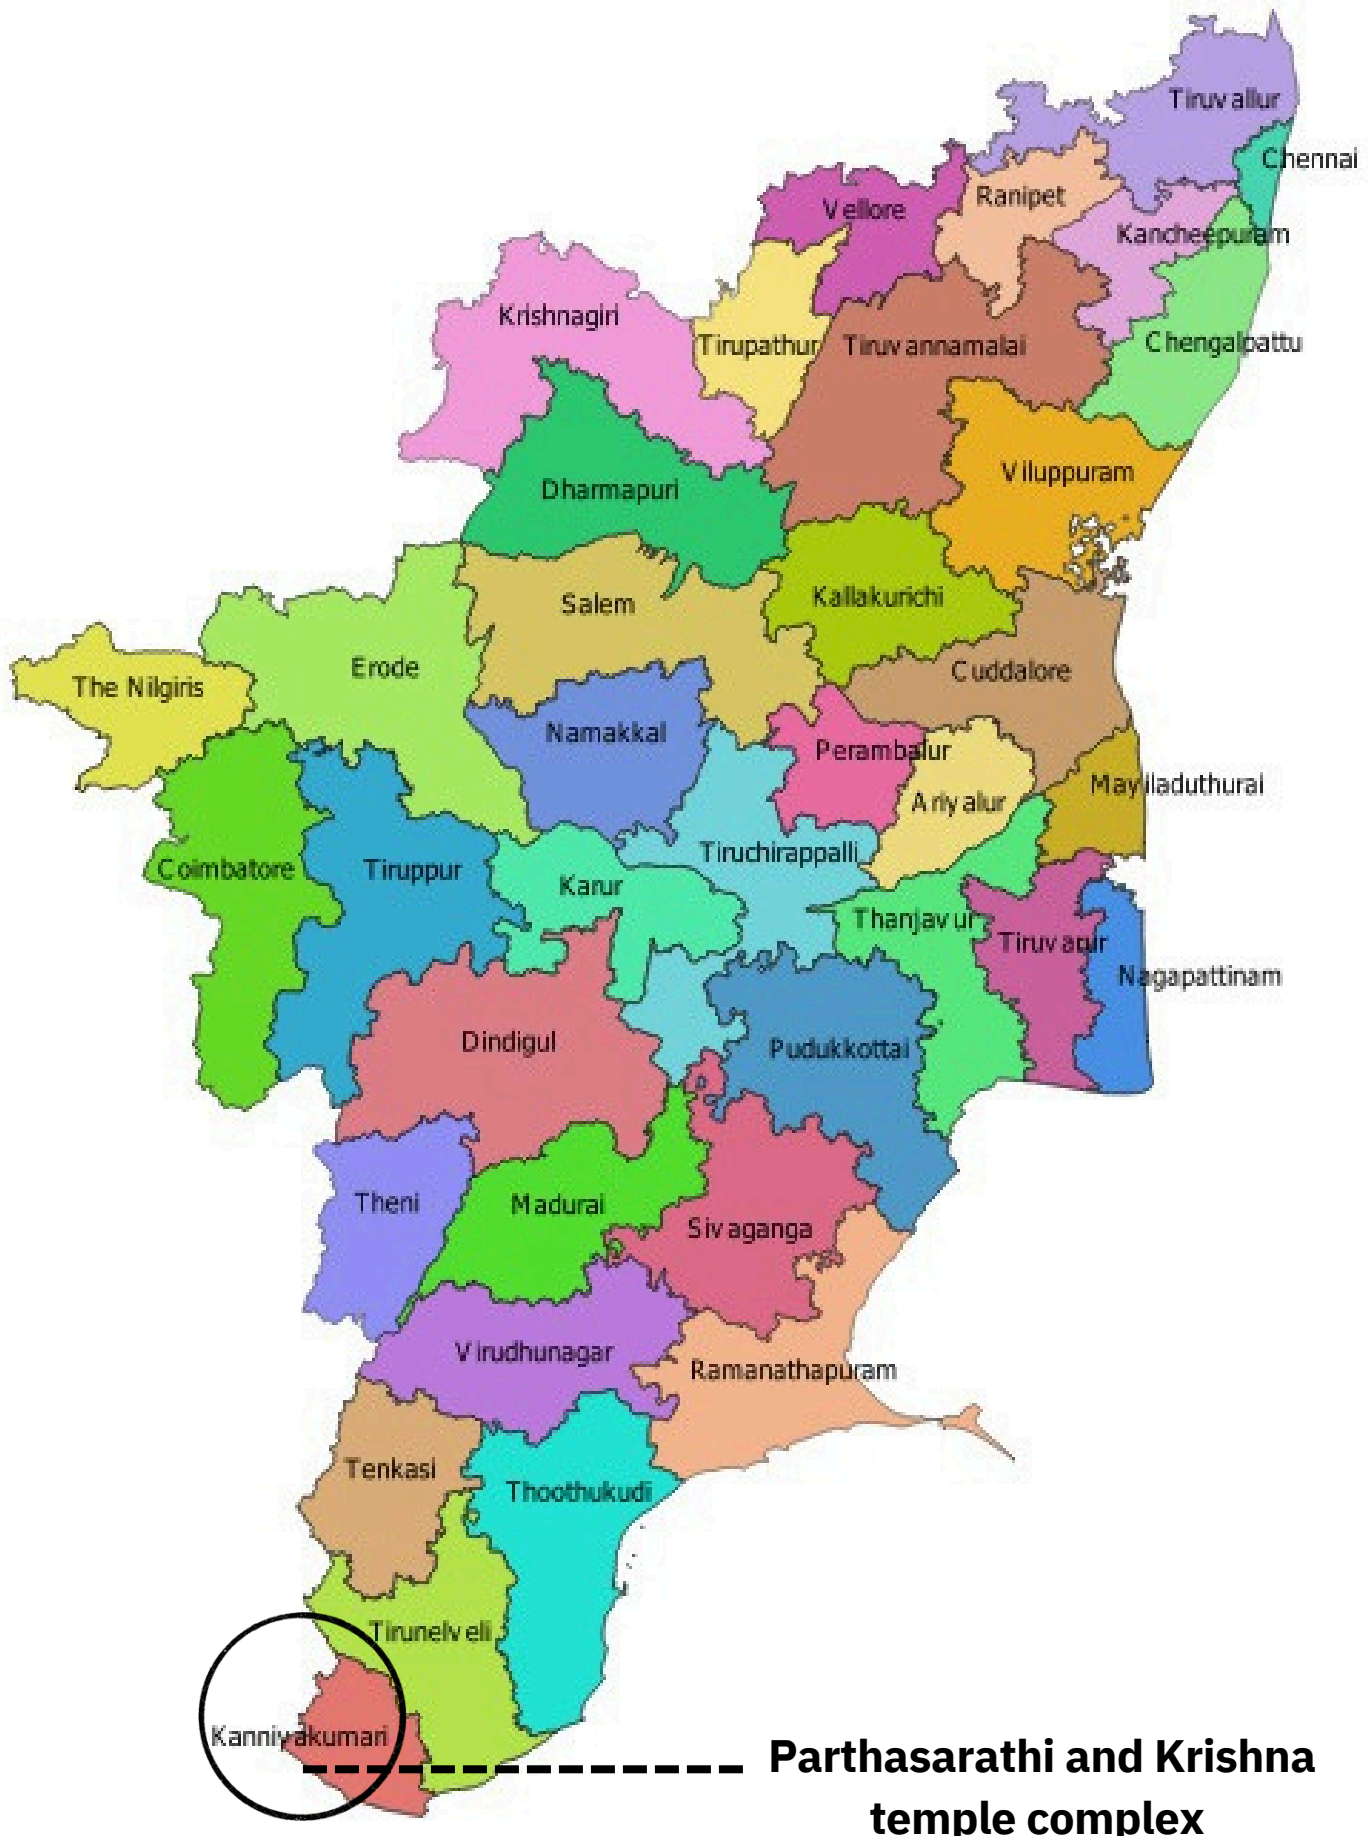 Tiruvallur
Chennai
Ranipet
Vellore
Kancheepuram
Krishnagiri
Tirupathur
Tiruvannamalai
Chengalpattu
Viluppuram
Dharmapuri
Kallakurichi
Salem
Erode
Cuddalore
The Nilgiris
Namakkal
Perambalur
Mayiladuthurai
Ariyalur
Tiruchirappalli
Coimbatore
Tiruppur
Karur
Thanjavur
Tiruvarur
Nagapattinam
Dindigul
Pudukkottai
Theni
Madurai
Sivaganga
Virudhunagar
Ramanathapuram
Tenkasi
Thoothukudi
Tirunelveli
Kanniyakumari
Parthasarathi and Krishna
temple complex